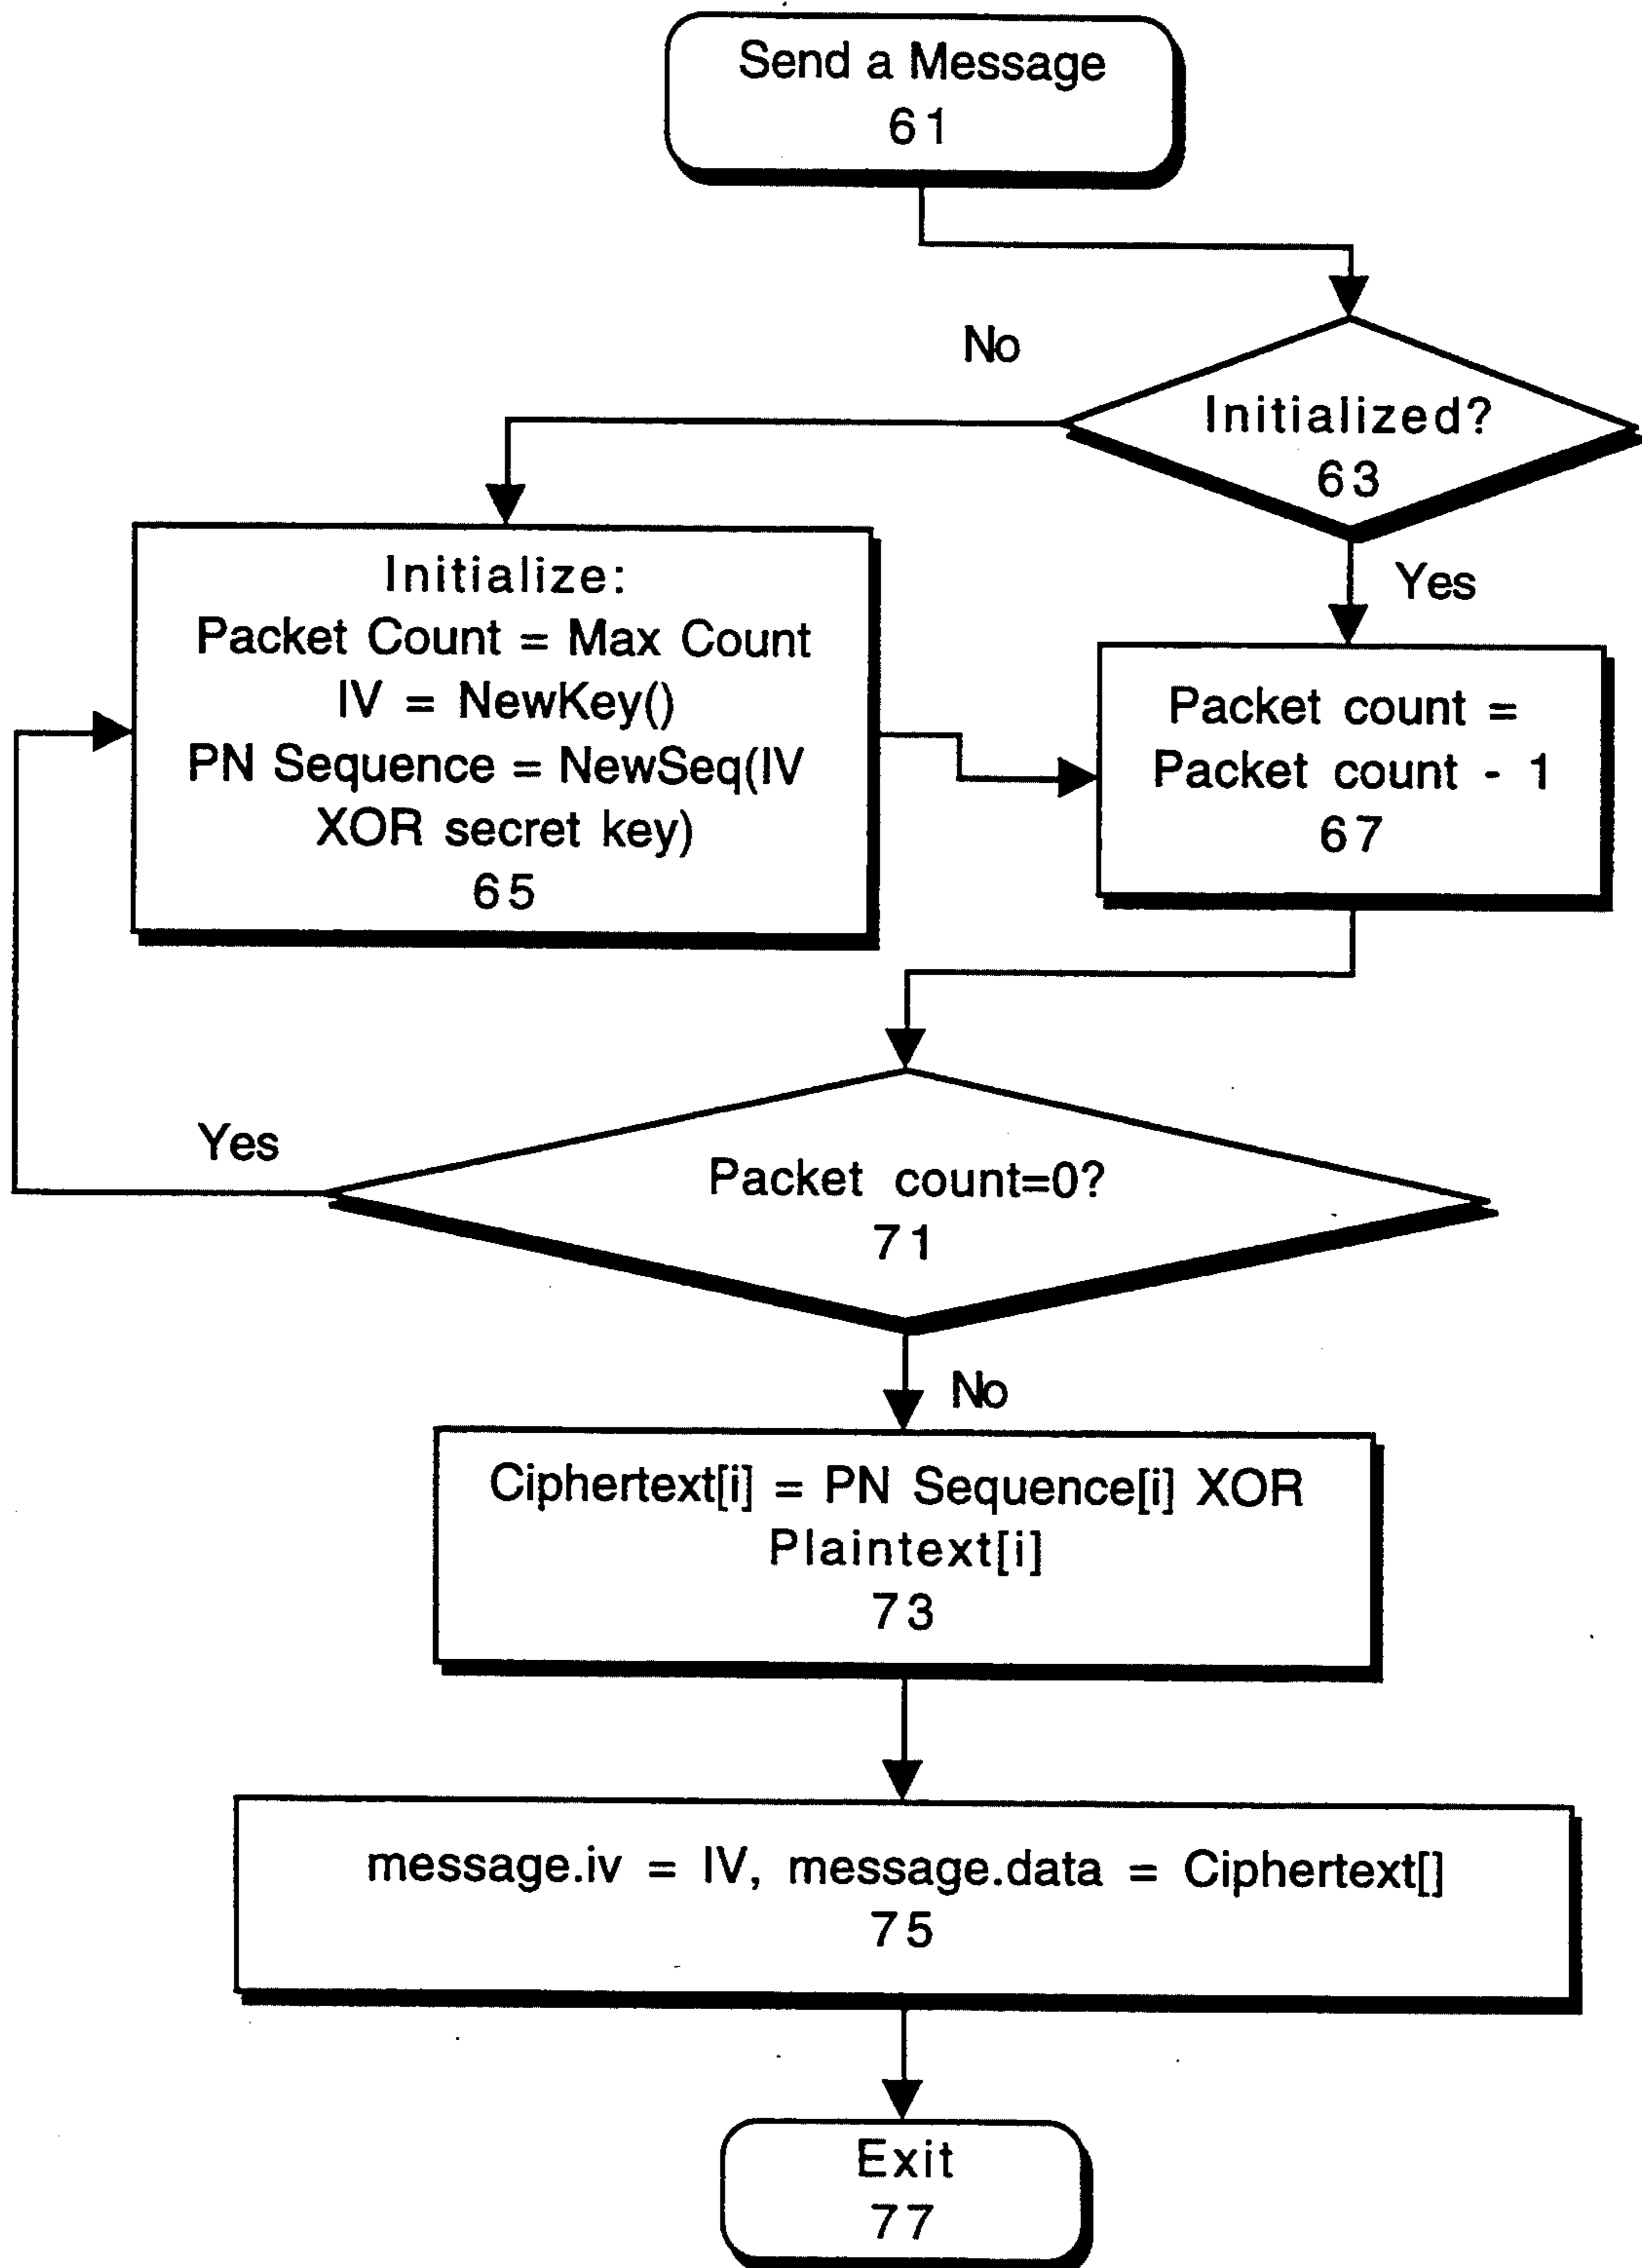 Send a Message
61
No
Initialized?
63
Yes
Initialize:
Packet Count = Max Count
IV = NewKey()
PN Sequence = NewSeq(IV
XOR secret key)
65
Packet count =
Packet count - 1
67
Yes
Packet count=0?
71
No
Ciphertext[i] = PN Sequence[i] XOR
Plaintext[i]
73
message.iv = IV, message.data = Ciphertext[]
75
Exit
77